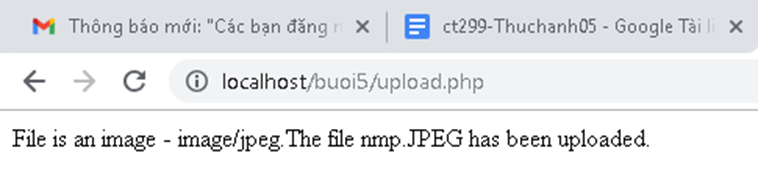 Thông báo mới: "Các bạn đăng
ct299-Thuchanh05 - Google Tài li
localhost/buoi5/upload.php
File is an image - image/jpeg.The file nmp.JPEG has been uploaded.